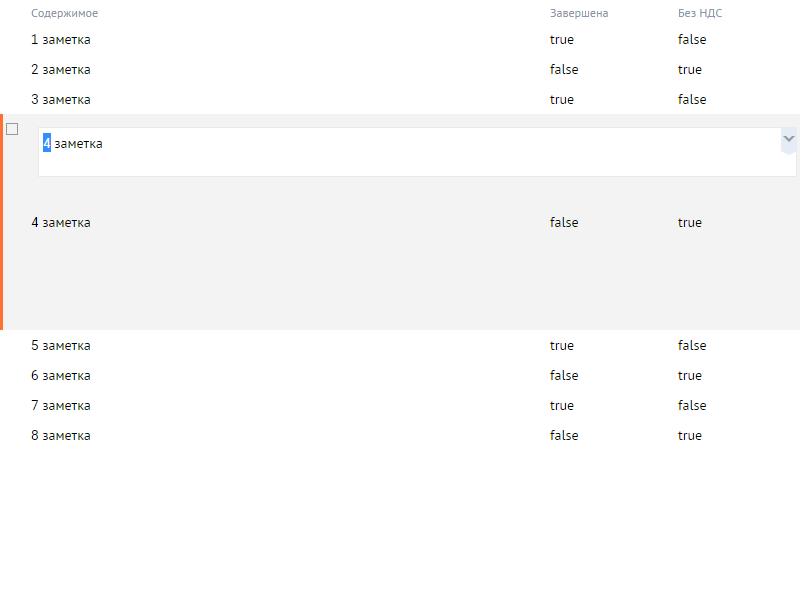 Содержимое Завершена Без НДС
1 заметка true false
2 заметка false true
3 заметка true false
4 заметка
4 заметка false true
5 заметка true false
6 заметка false true
7 заметка true false
8 заметка false true